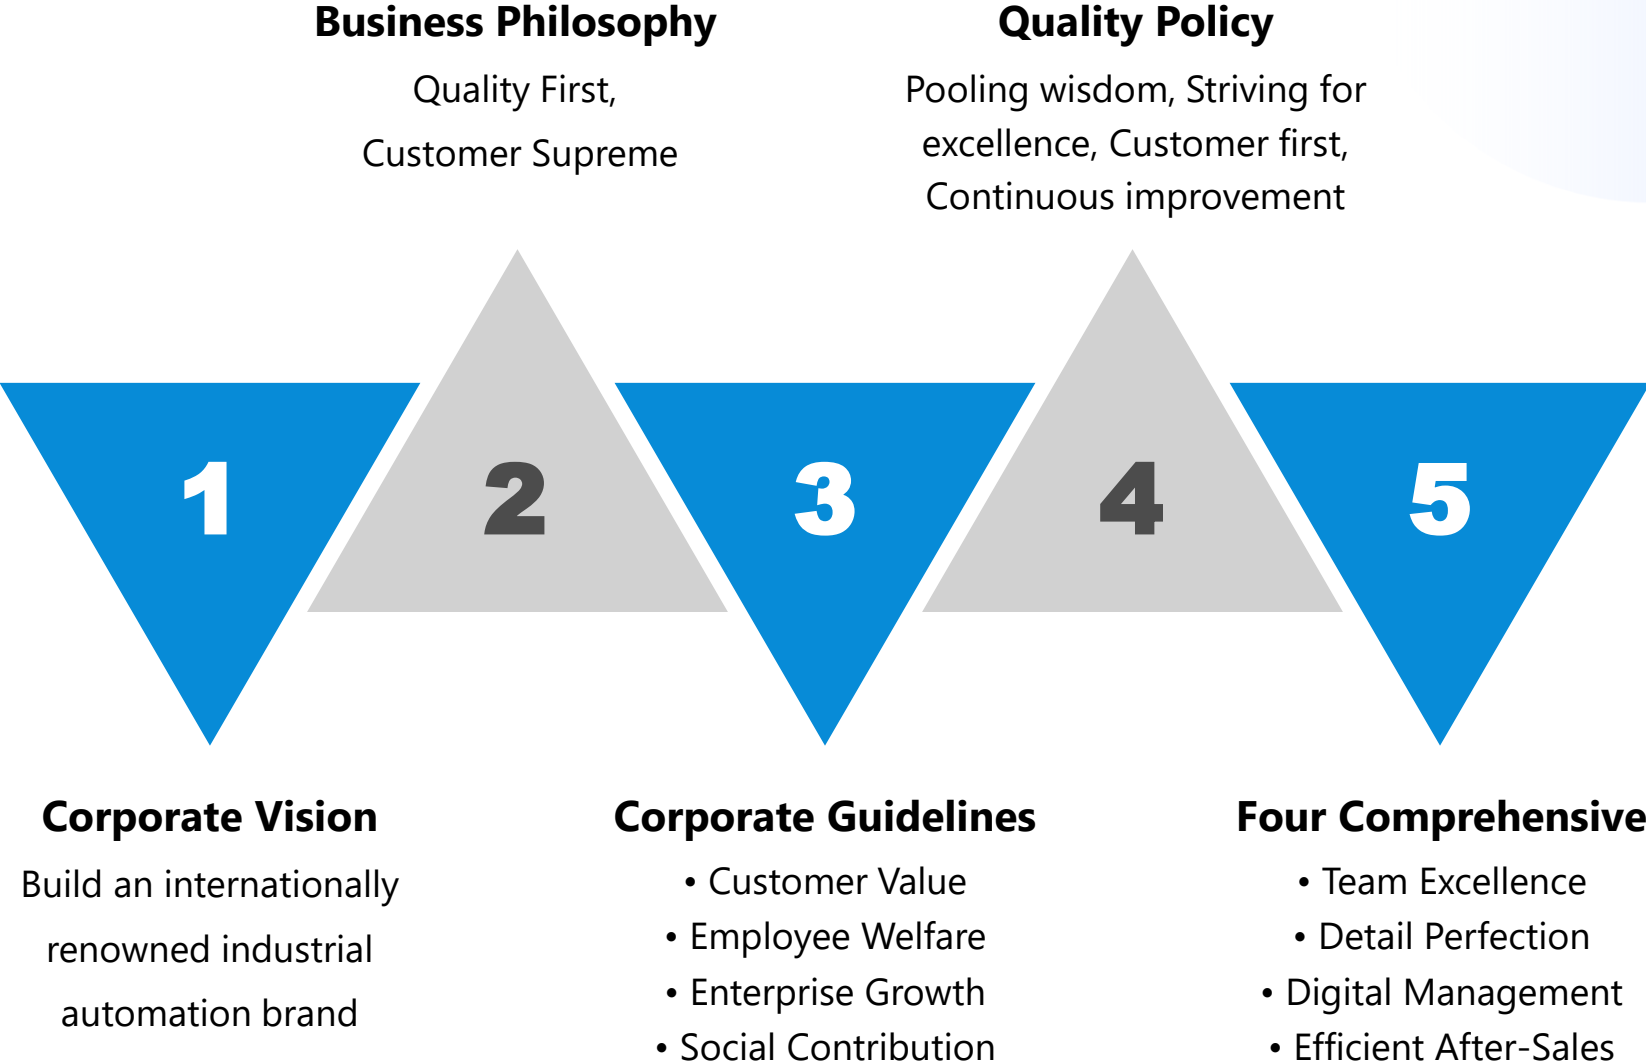 Business Philosophy
Quality First,
Customer Supreme
Quality Policy
Pooling wisdom, Striving for
excellence, Customer first,
Continuous improvement
1
2
3
4
5
Corporate Vision
Build an internationally
renowned industrial
automation brand
Corporate Guidelines
• Customer Value
• Employee Welfare
• Enterprise Growth
• Social Contribution
Four Comprehensive
• Team Excellence
• Detail Perfection
• Digital Management
• Efficient After-Sales